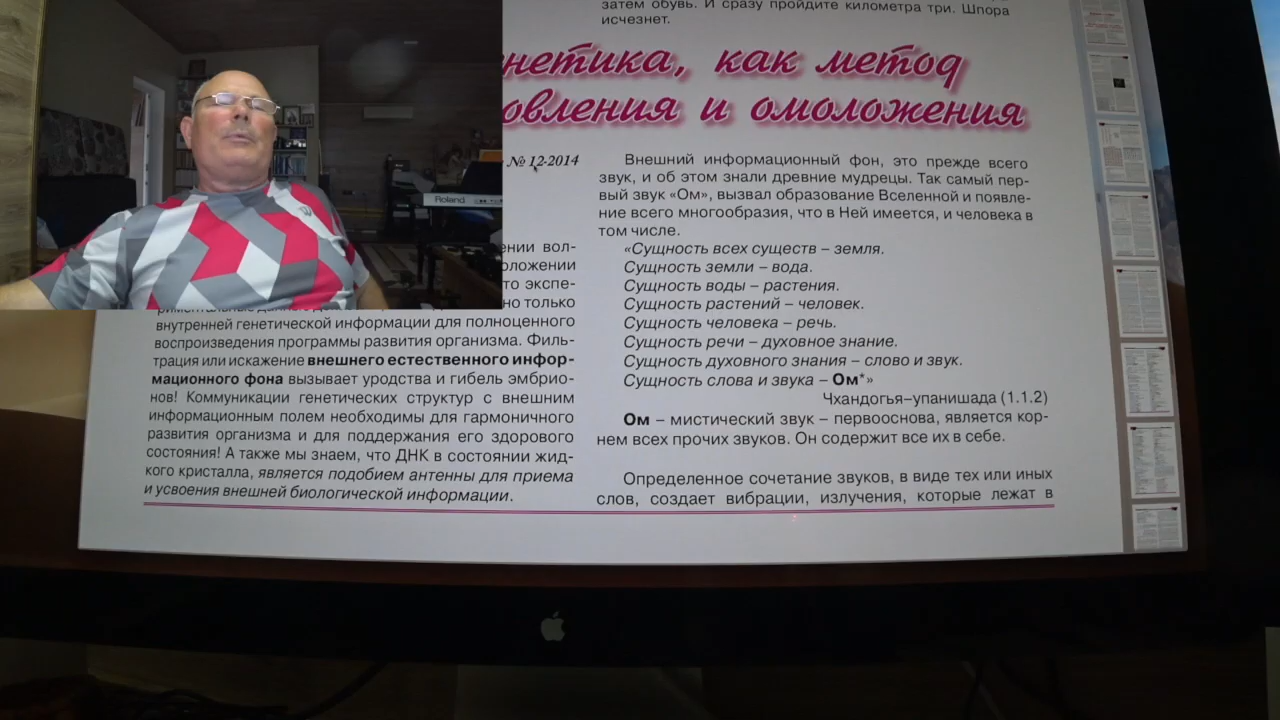 затем обувь. И сразу пройдите километра три. Шпора
исчезнет.
нетика, как метод
овления и омоложения
№ 12-2014
ении вол-
оложении
то экспе-
но только
внутренней генетической информации для полноценного
воспроизведения программы развития организма. Филь-
трация или искажение внешнего естественного инфор-
мационного фона вызывает уродства и гибель эмбрио-
нов! Коммуникации генетических структур с внешним
информационным полем необходимы для гармоничного
развития организма и для поддержания его здорового
состояния! А также мы знаем, что ДНК в состоянии жид-
кого кристалла, является подобием антенны для приема
и усвоения внешней биологической информации.
Внешний информационный фон, это прежде всего
звук, и об этом знали древние мудрецы. Так самый пер-
вый звук «Ом», вызвал образование Вселенной и появле-
ние всего многообразия, что в Ней имеется, и человека в
том числе.
«Сущность всех существ – земля.
Сущность земли – вода.
Сущность воды – растения.
Сущность растений – человек.
Сущность человека – речь.
Сущность речи – духовное знание.
Сущность духовного знания – слово и звук.
Сущность слова и звука – Ом*»
Чхандогья–упанишада (1.1.2)
Ом – мистический звук – первооснова, является кор-
нем всех прочих звуков. Он содержит все их в себе.
Определенное сочетание звуков, в виде тех или иных
слов, создает вибрации, излучения, которые лежат в
Roland